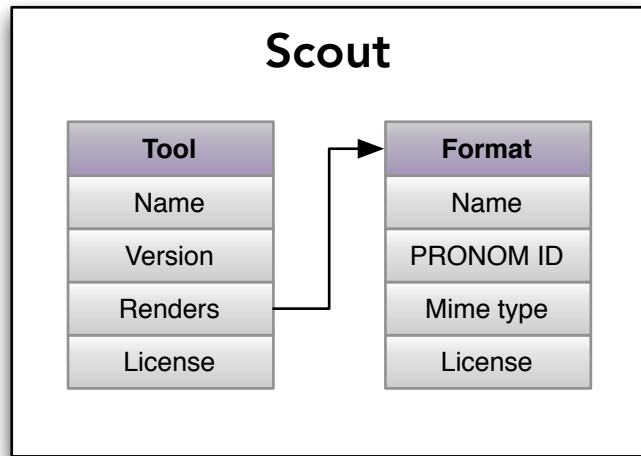 Scout
Tool
Name
Version
Renders
License
Format
Name
PRONOM ID
Mime type
License